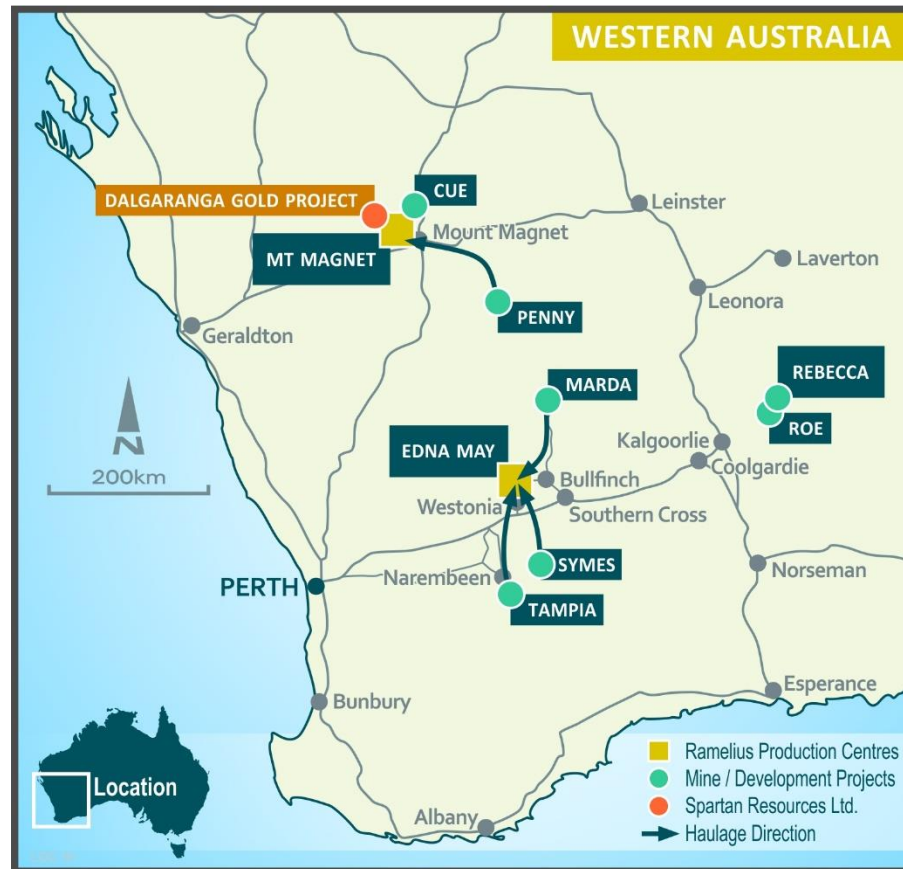 WESTERN AUSTRALIA
CUE
DALGARANGA GOLD PROJECT
Leinster
Mount Magnet
MT MAGNET
Laverton
Leonora
PENNY
Geraldton
MARDA
REBECCA
ROE
EDNA MAY
Kalgoorlie
Coolgardie
N
200km
Bullfinch
Westonia
Southern Cross
SYMES
Norseman
PERTH
Narembeen
TAMPIA
Esperance
Bunbury
Location
Albany
Ramelius Production Centres
Mine / Development Projects
Spartan Resources Ltd.
Haulage Direction